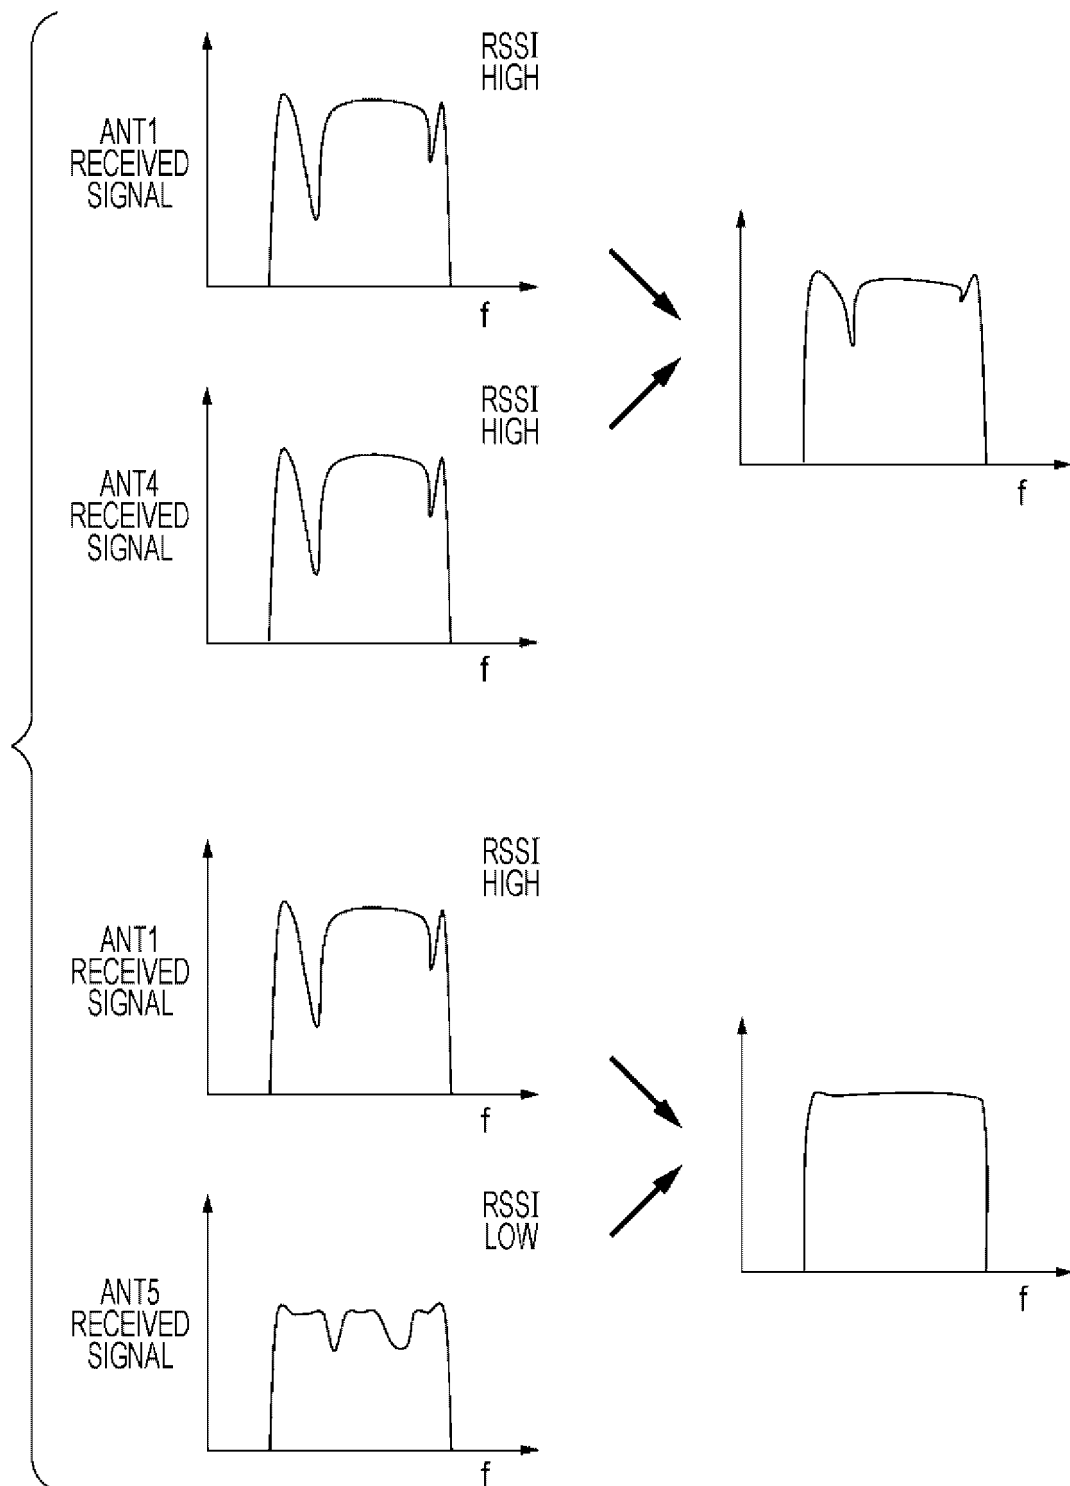 RSSI
HIGH
ANT1
RECEIVED
SIGNAL
f
RSSI
HIGH
ANT4
RECEIVED
SIGNAL
f
f
RSSI
HIGH
ANT1
RECEIVED
SIGNAL
f
RSSI
LOW
ANT5
RECEIVED
SIGNAL
f
f